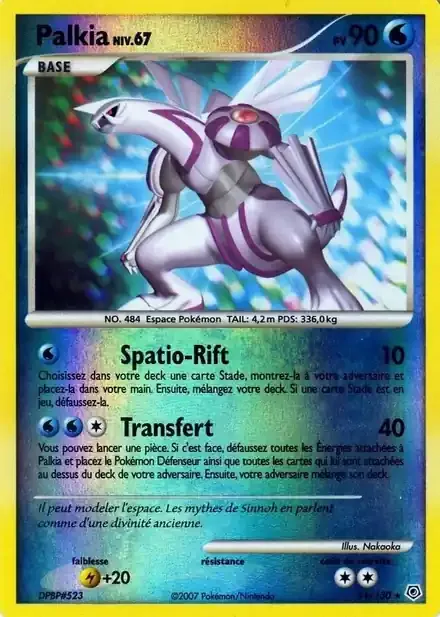 Palkia NIV.67
PV 90
BASE
NO. 484 Espace Pokémon TAIL: 4,2 m PDS: 336,0 kg
Spatio-Rift 10
Choisissez dans votre deck une carte Stade, montrez-la à votre adversaire et
placez-la dans votre main. Ensuite, mélangez votre deck. Si une carte Stade est en
jeu, défaussez-la.
Transfert 40
Vous pouvez lancer une pièce. Si c'est face, défaussez toutes les Énergies attachées à
Palkia et placez le Pokémon Défenseur ainsi que toutes les cartes qui lui sont attachées
au dessus du deck de votre adversaire. Ensuite, votre adversaire mélange son deck.
Il peut modeler l'espace. Les mythes de Sinnoh en parlent
comme d'une divinité ancienne.
Illus. Nakaoka
faiblesse résistance coût de retraite
+20
DPBP#523 ©2007 Pokémon/Nintendo